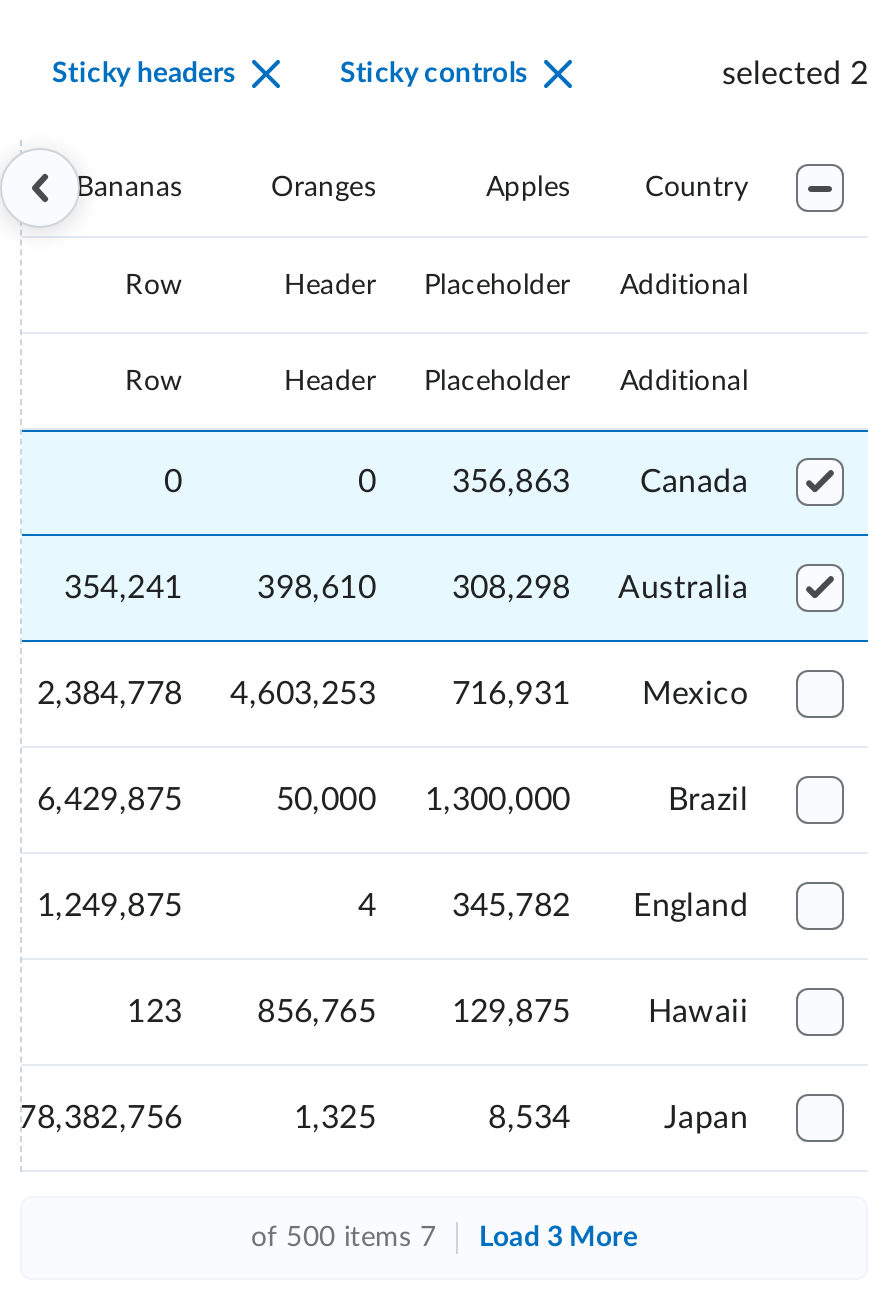 Sticky headers Sticky controls selected 2
Bananas Oranges Apples Country
Row Header Placeholder Additional
Row Header Placeholder Additional
0 0 356,863 Canada
354,241 398,610 308,298 Australia
2,384,778 4,603,253 716,931 Mexico
6,429,875 50,000 1,300,000 Brazil
1,249,875 4 345,782 England
123 856,765 129,875 Hawaii
78,382,756 1,325 8,534 Japan
of 500 items 7 Load 3 More